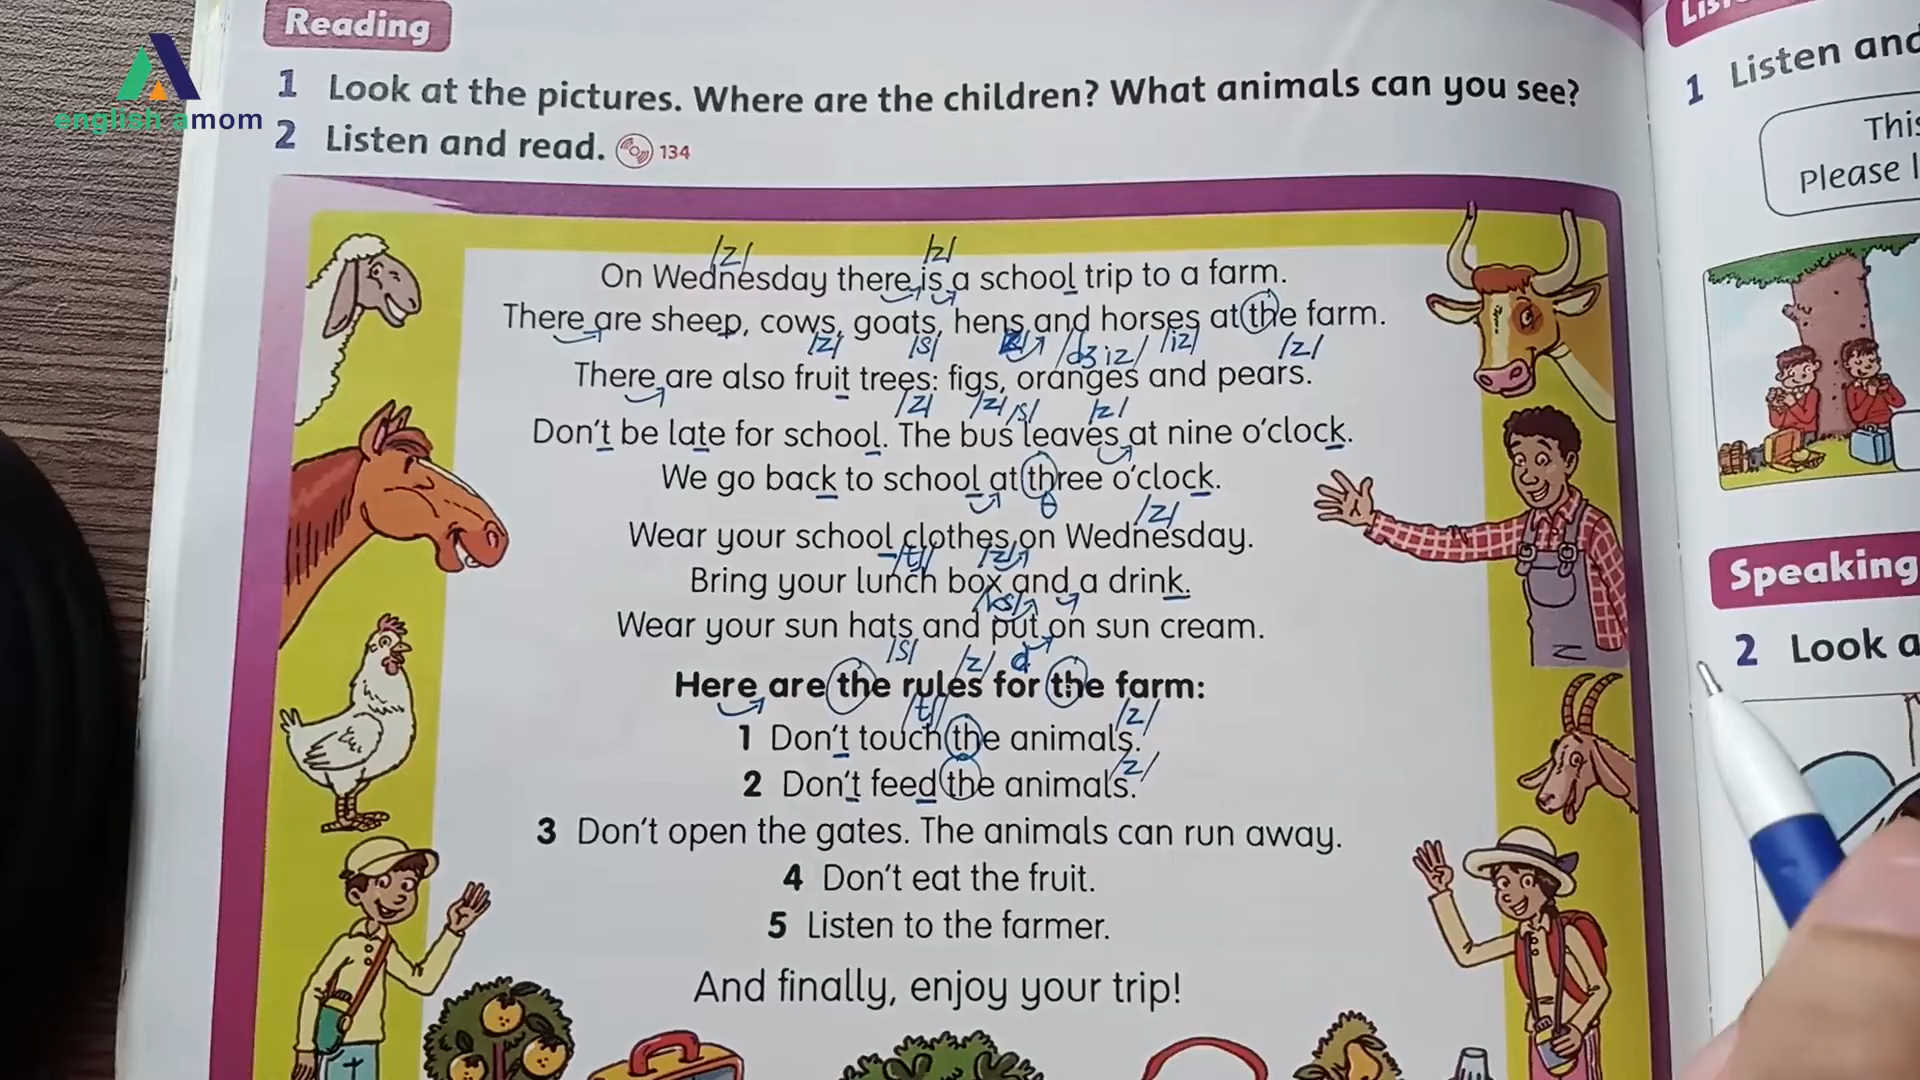 Reading
1 Look at the pictures. Where are the children? What animals can you see?
2 Listen and read. 134
english amom
On Wednesday there is a school trip to a farm.
/z/ /z/
There are sheep, cows, goats, hens and horses at the farm.
/z/ /s/ /iz/
There are also fruit trees: figs, oranges and pears.
/dʒiz/ /z/
/z/ /z/ /s/ /z/
Don't be late for school. The bus leaves at nine o'clock.
We go back to school at three o'clock.
θ /z/
Wear your school clothes on Wednesday.
/tʃ/ /z/
Bring your lunch box and a drink.
/ks/
Wear your sun hats and put on sun cream.
/s/ /z/ d
Here are the rules for the farm:
/tʃ/ /z/
1 Don't touch the animals.
/z/
2 Don't feed the animals.
3 Don't open the gates. The animals can run away.
4 Don't eat the fruit.
5 Listen to the farmer.
And finally, enjoy your trip!
1 Listen and
This
Please
Speaking
2 Look a